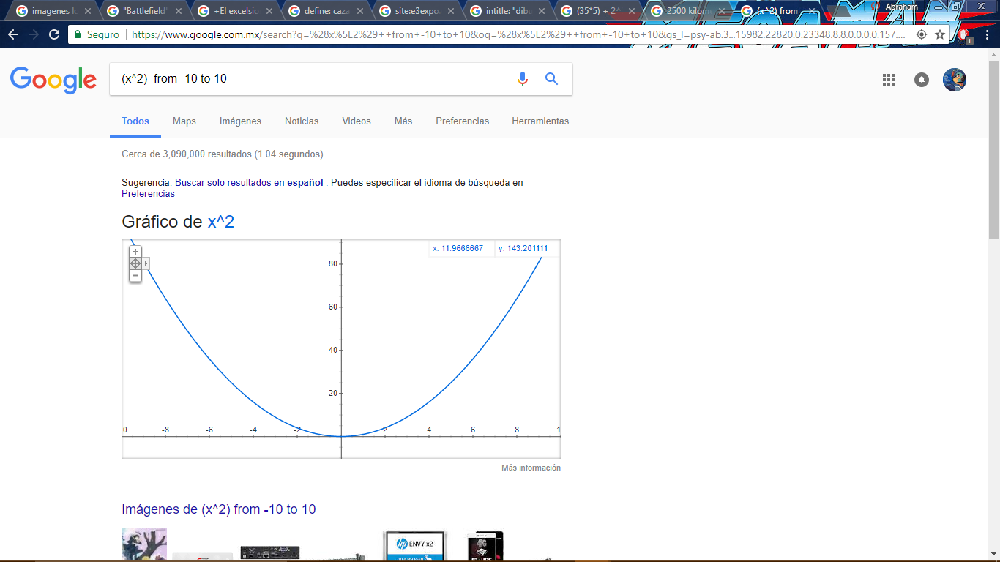 imagenes lo
"Battlefield"
+El excelsio
define: caza
site:e3expo.
intitle: "dibu
(35*5) + 2^
2500 kilom
(x^2) from
Abraham
Seguro
https://www.google.com.mx/search?q=%28x%5E2%29++from+-10+to+10&oq=%28x%5E2%29++from+-10+to+10&gs_l=psy-ab.3...15982.22820.0.23348.8.8.0.0.0.0.157....
1
Google
(x^2)  from -10 to 10
Todos
Maps
Imágenes
Noticias
Videos
Más
Preferencias
Herramientas
Cerca de 3,090,000 resultados (1.04 segundos)
Sugerencia: Buscar solo resultados en español . Puedes especificar el idioma de búsqueda en
Preferencias
Gráfico de x^2
x: 11.9666667
y: 143.201111
80
60
40
20
0 -8 -6 -4 -2 2 4 6 8 1
Más información
Imágenes de (x^2) from -10 to 10
hp ENVY x2